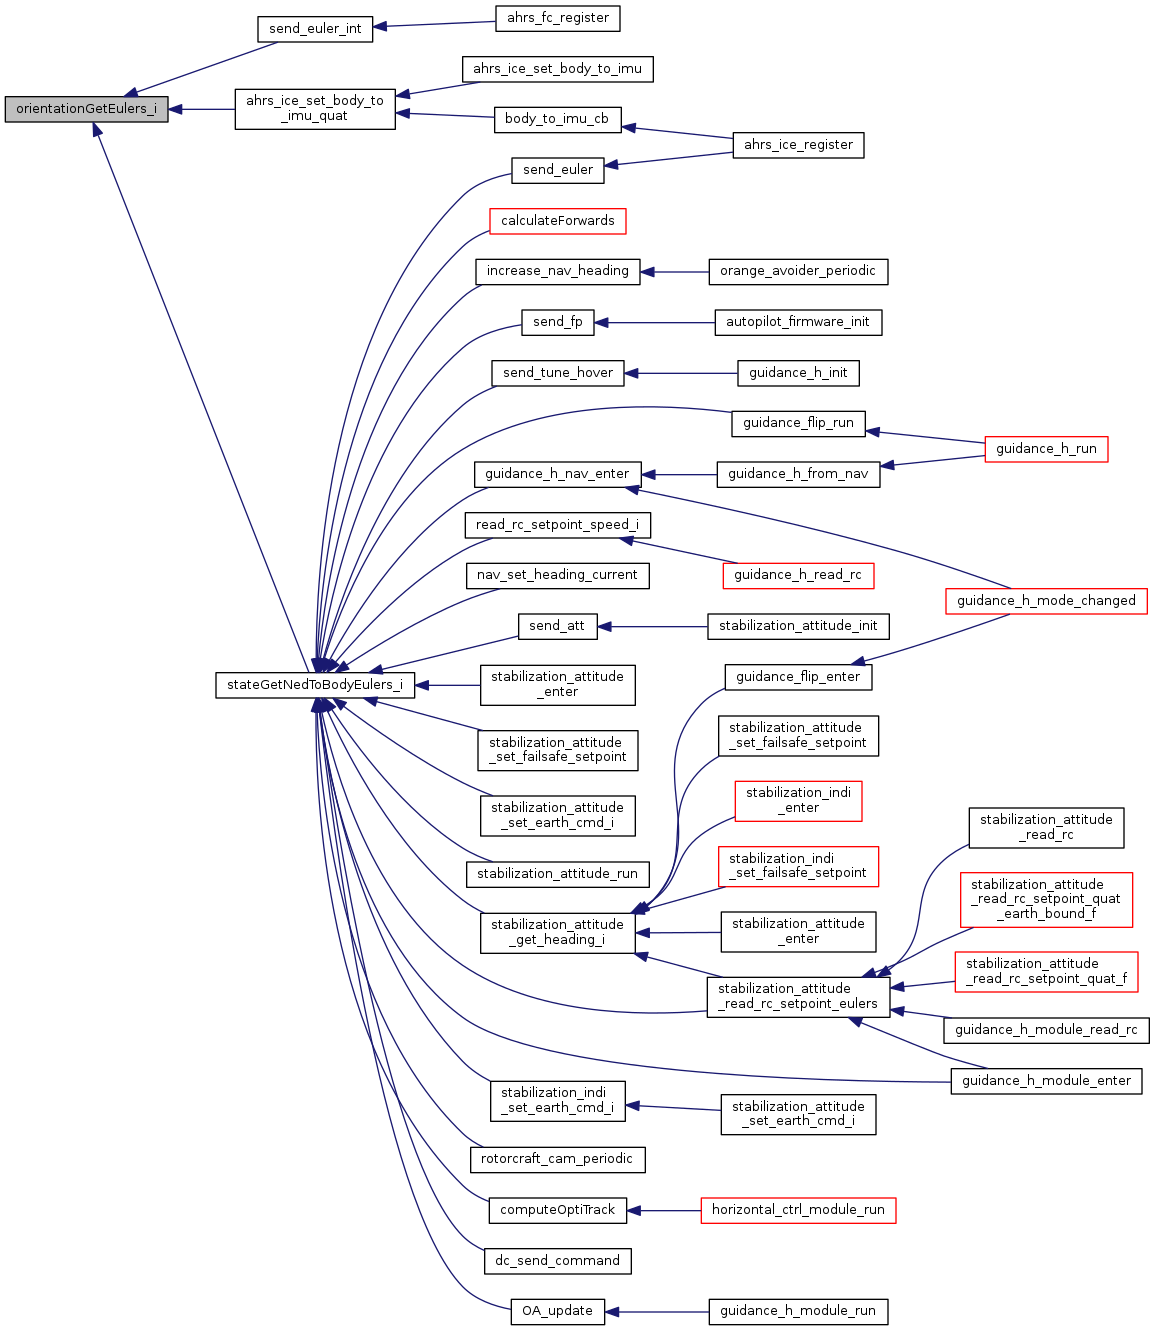 ahrs_fc_register
send_euler_int
ahrs_ice_set_body_to_imu
orientationGetEulers_i
ahrs_ice_set_body_to
_imu_quat
body_to_imu_cb
ahrs_ice_register
send_euler
calculateForwards
increase_nav_heading
orange_avoider_periodic
send_fp
autopilot_firmware_init
send_tune_hover
guidance_h_init
guidance_flip_run
guidance_h_run
guidance_h_nav_enter
guidance_h_from_nav
read_rc_setpoint_speed_i
nav_set_heading_current
guidance_h_read_rc
guidance_h_mode_changed
send_att
stabilization_attitude_init
stateGetNedToBodyEulers_i
stabilization_attitude
_enter
guidance_flip_enter
stabilization_attitude
_set_failsafe_setpoint
stabilization_attitude
_set_failsafe_setpoint
stabilization_attitude
_set_earth_cmd_i
stabilization_indi
_enter
stabilization_attitude
_read_rc
stabilization_attitude_run
stabilization_indi
_set_failsafe_setpoint
stabilization_attitude
_read_rc_setpoint_quat
_earth_bound_f
stabilization_attitude
_get_heading_i
stabilization_attitude
_enter
stabilization_attitude
_read_rc_setpoint_quat_f
stabilization_attitude
_read_rc_setpoint_eulers
guidance_h_module_read_rc
guidance_h_module_enter
stabilization_indi
_set_earth_cmd_i
stabilization_attitude
_set_earth_cmd_i
rotorcraft_cam_periodic
computeOptiTrack
horizontal_ctrl_module_run
dc_send_command
OA_update
guidance_h_module_run